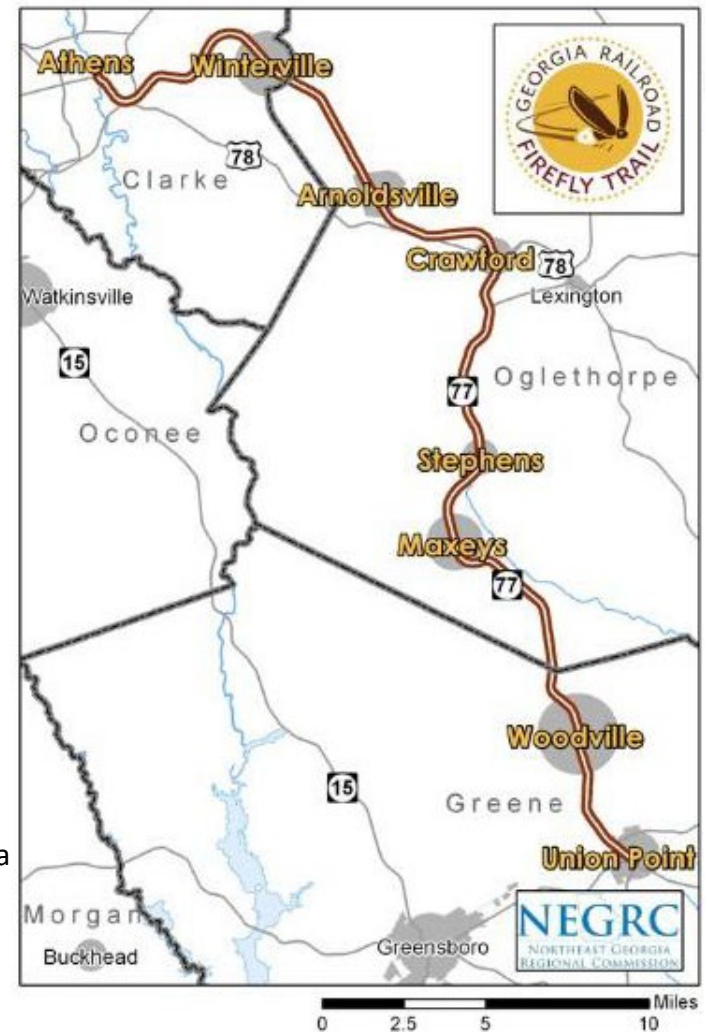 Athens
Winterville
GEORGIA RAILROAD
FIREFLY TRAIL
78
Clarke
Arnoldsville
Crawford
78
Watkinsville
Lexington
15
77
Oglethorpe
Oconee
Stephens
Maxeys
77
Woodville
15
Greene
a
Union Point
Morgan
NEGRC
NORTHEAST GEORGIA
REGIONAL COMMISSION
Buckhead
Greensboro
Miles
0 2.5 5 10